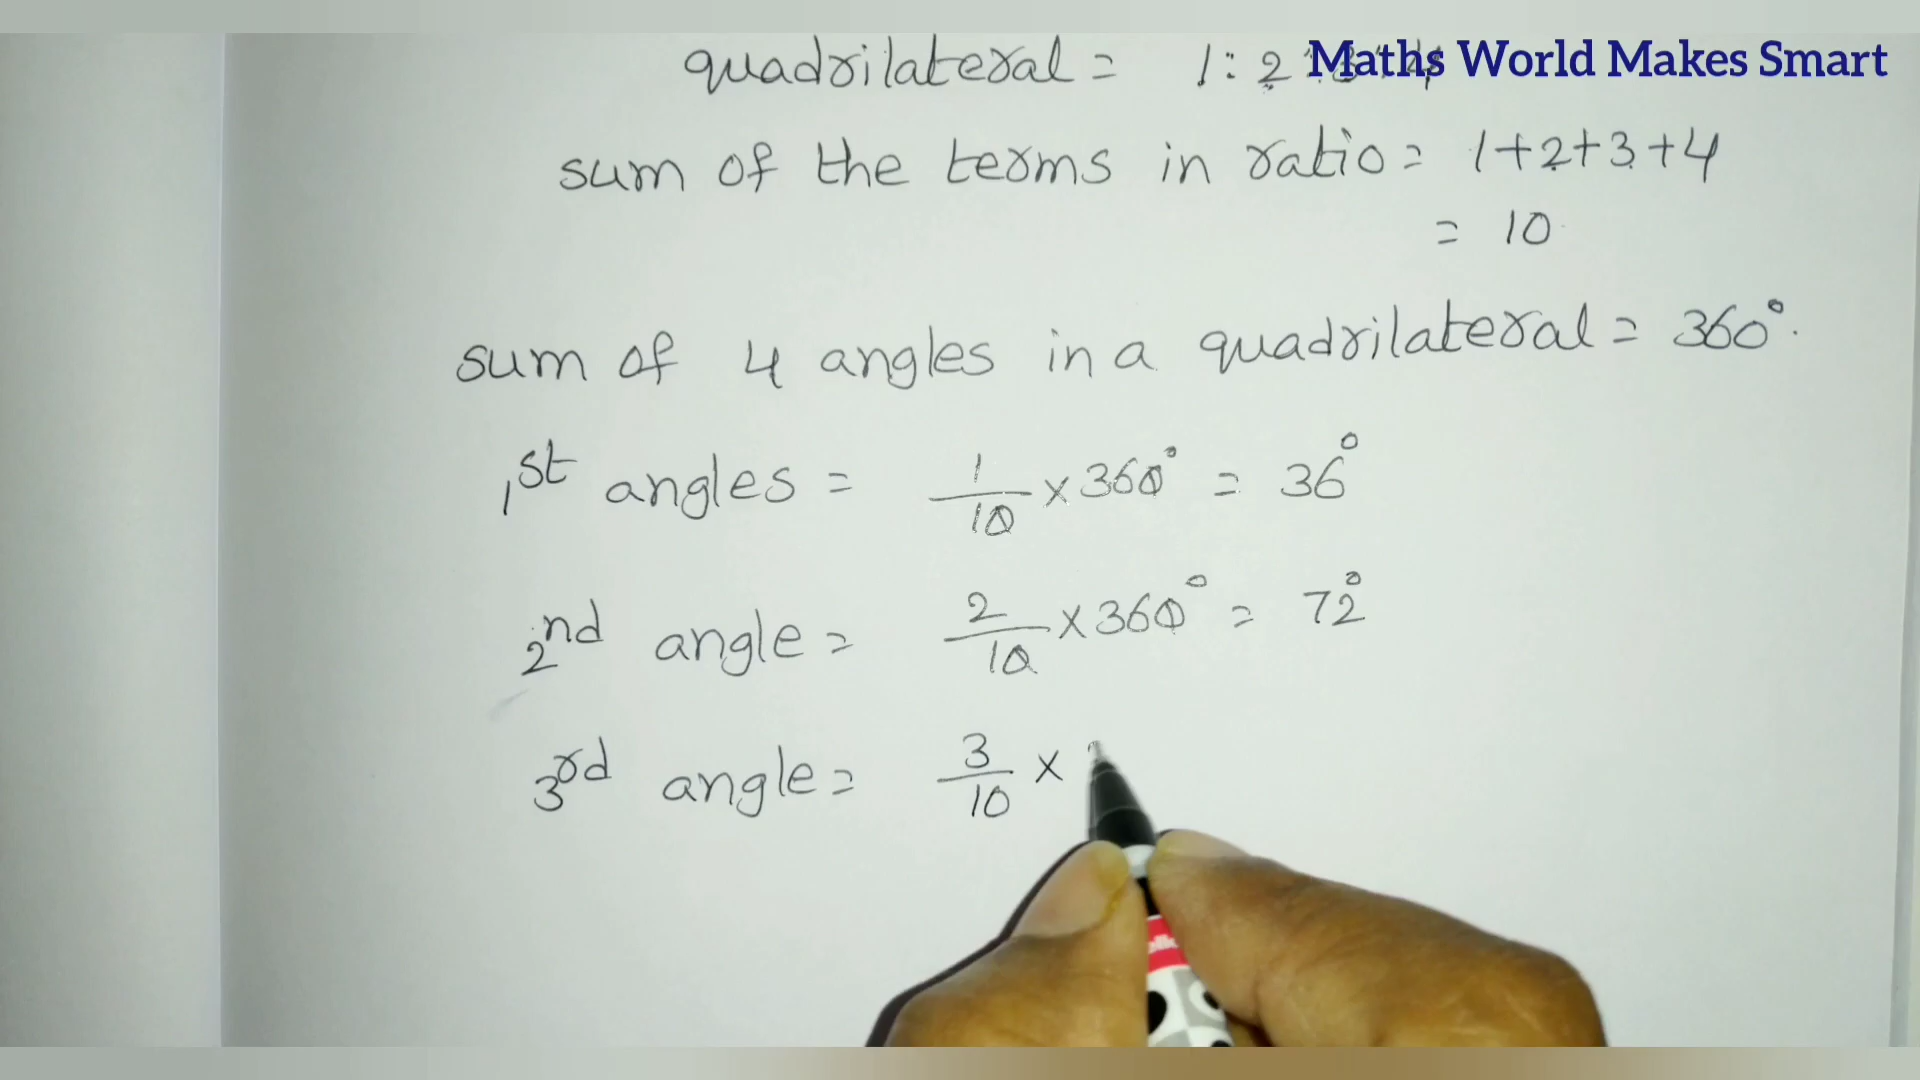 Maths World Makes Smart
quadrilateral = 1:2:3:4
sum of the terms in ratio = 1+2+3+4
= 10
sum of 4 angles in a quadrilateral = 360°.
1st angles = 1/10 × 360° = 36°
2nd angle = 2/10 × 360° = 72°
3rd angle = 3/10 ×